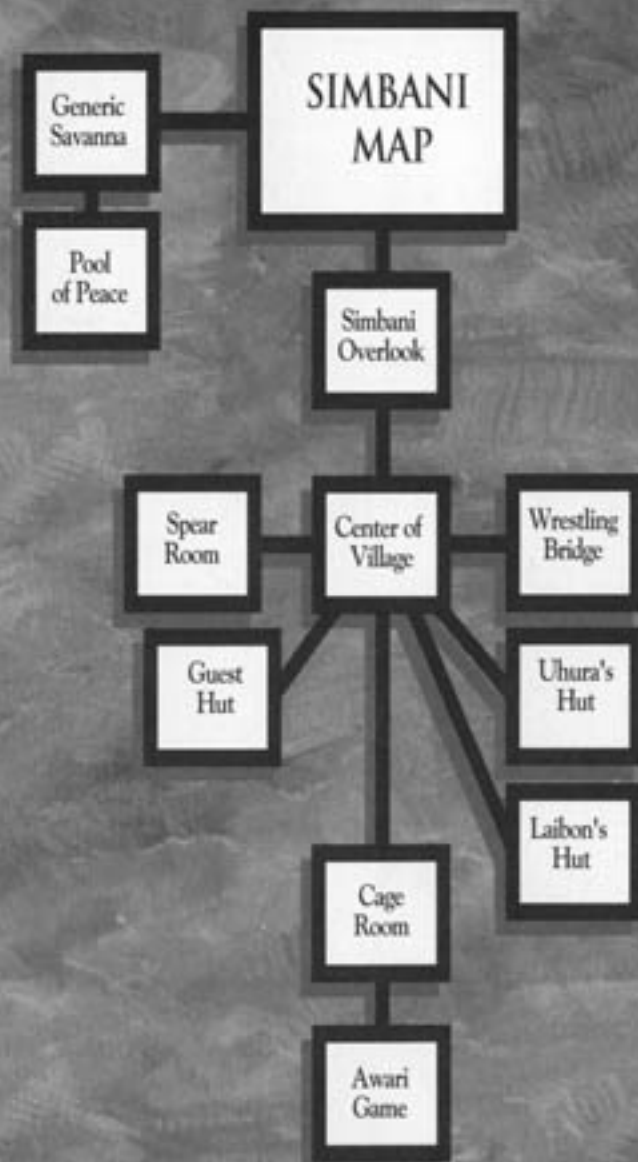 SIMBANI
MAP
Generic
Savanna
Pool
of Peace
Simbani
Overlook
Spear
Room
Center of
Village
Wrestling
Bridge
Guest
Hut
Uhura's
Hut
Laibon's
Hut
Cage
Room
Awari
Game